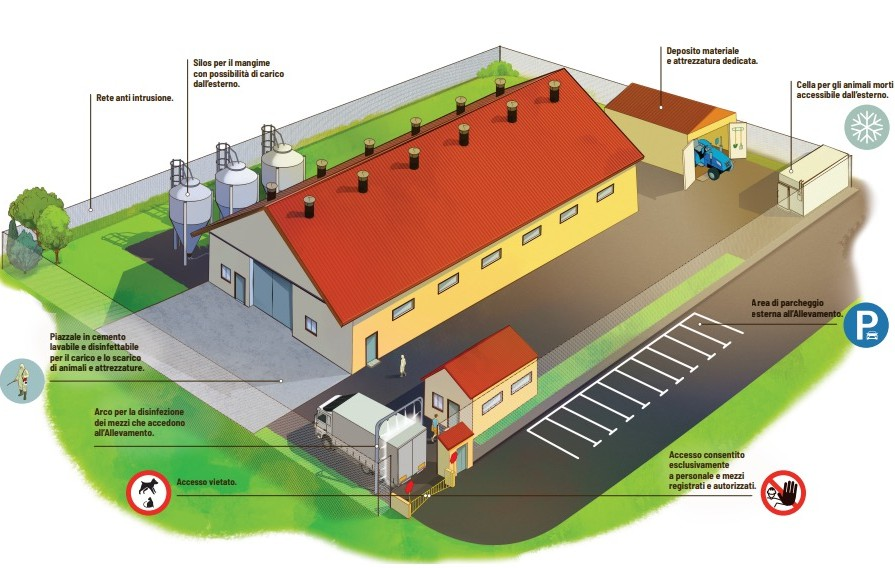 Silos per il mangime
con possibilità di carico
dall'esterno.
Deposito materiale
e attrezzatura dedicata.
Rete anti intrusione.
Cella per gli animali morti
accessibile dall'esterno.
Area di parcheggio
esterna all'Allevamento.
P
Piazzale in cemento
lavabile e disinfettabile
per il carico e lo scarico
di animali e attrezzature.
Arco per la disinfezione
dei mezzi che accedono
all'Allevamento.
Accesso vietato.
Accesso consentito
esclusivamente
a personale e mezzi
registrati e autorizzati.